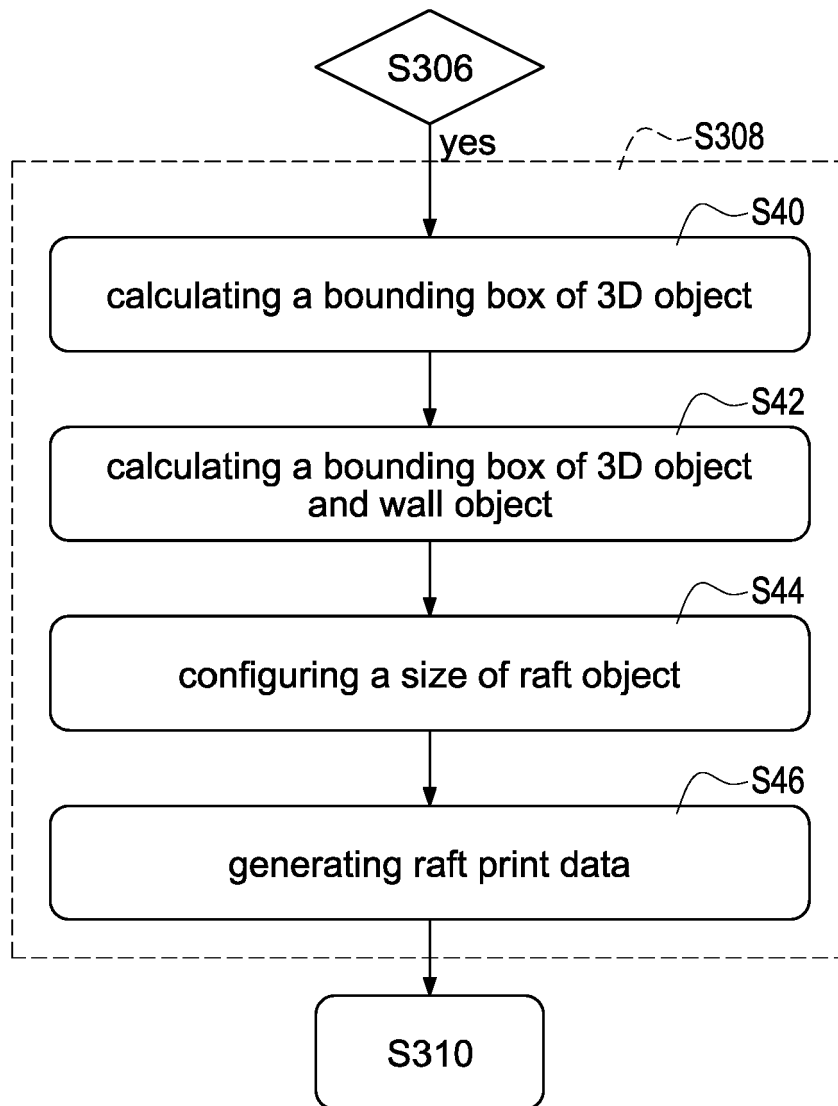 S306
yes
S308
S40
calculating a bounding box of 3D object
S42
calculating a bounding box of 3D object
and wall object
S44
configuring a size of raft object
S46
generating raft print data
S310